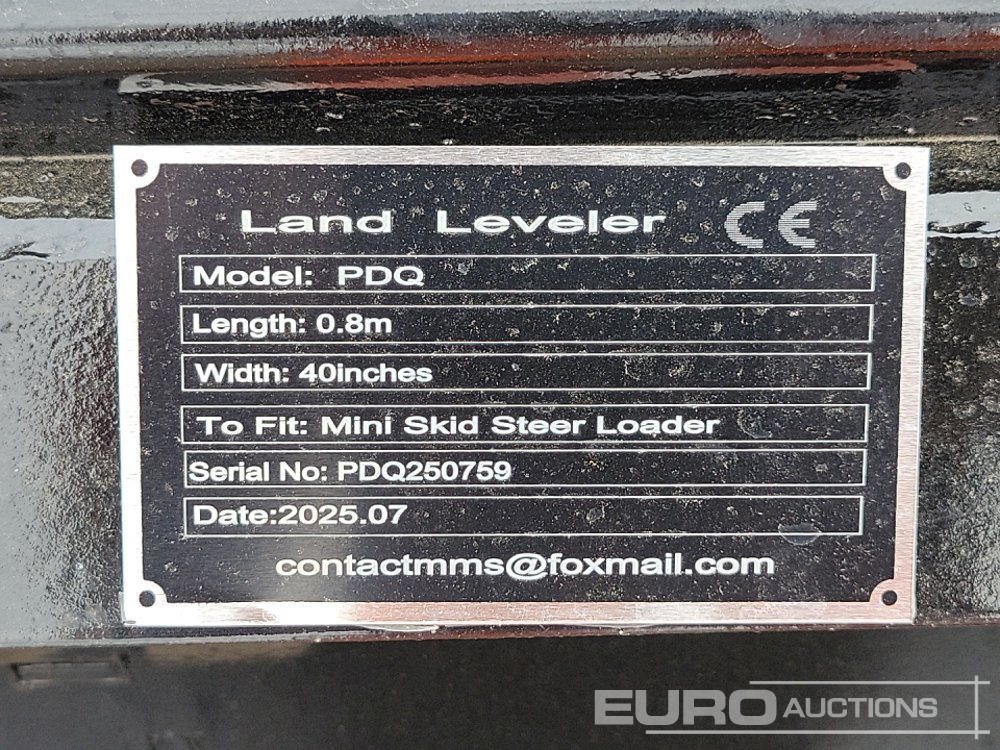 Land Leveler CE
Model: PDQ
Length: 0.8m
Width: 40inches
To Fit: Mini Skid Steer Loader
Serial No: PDQ250759
Date:2025.07
contactmms@foxmail.com
EURO AUCTIONS